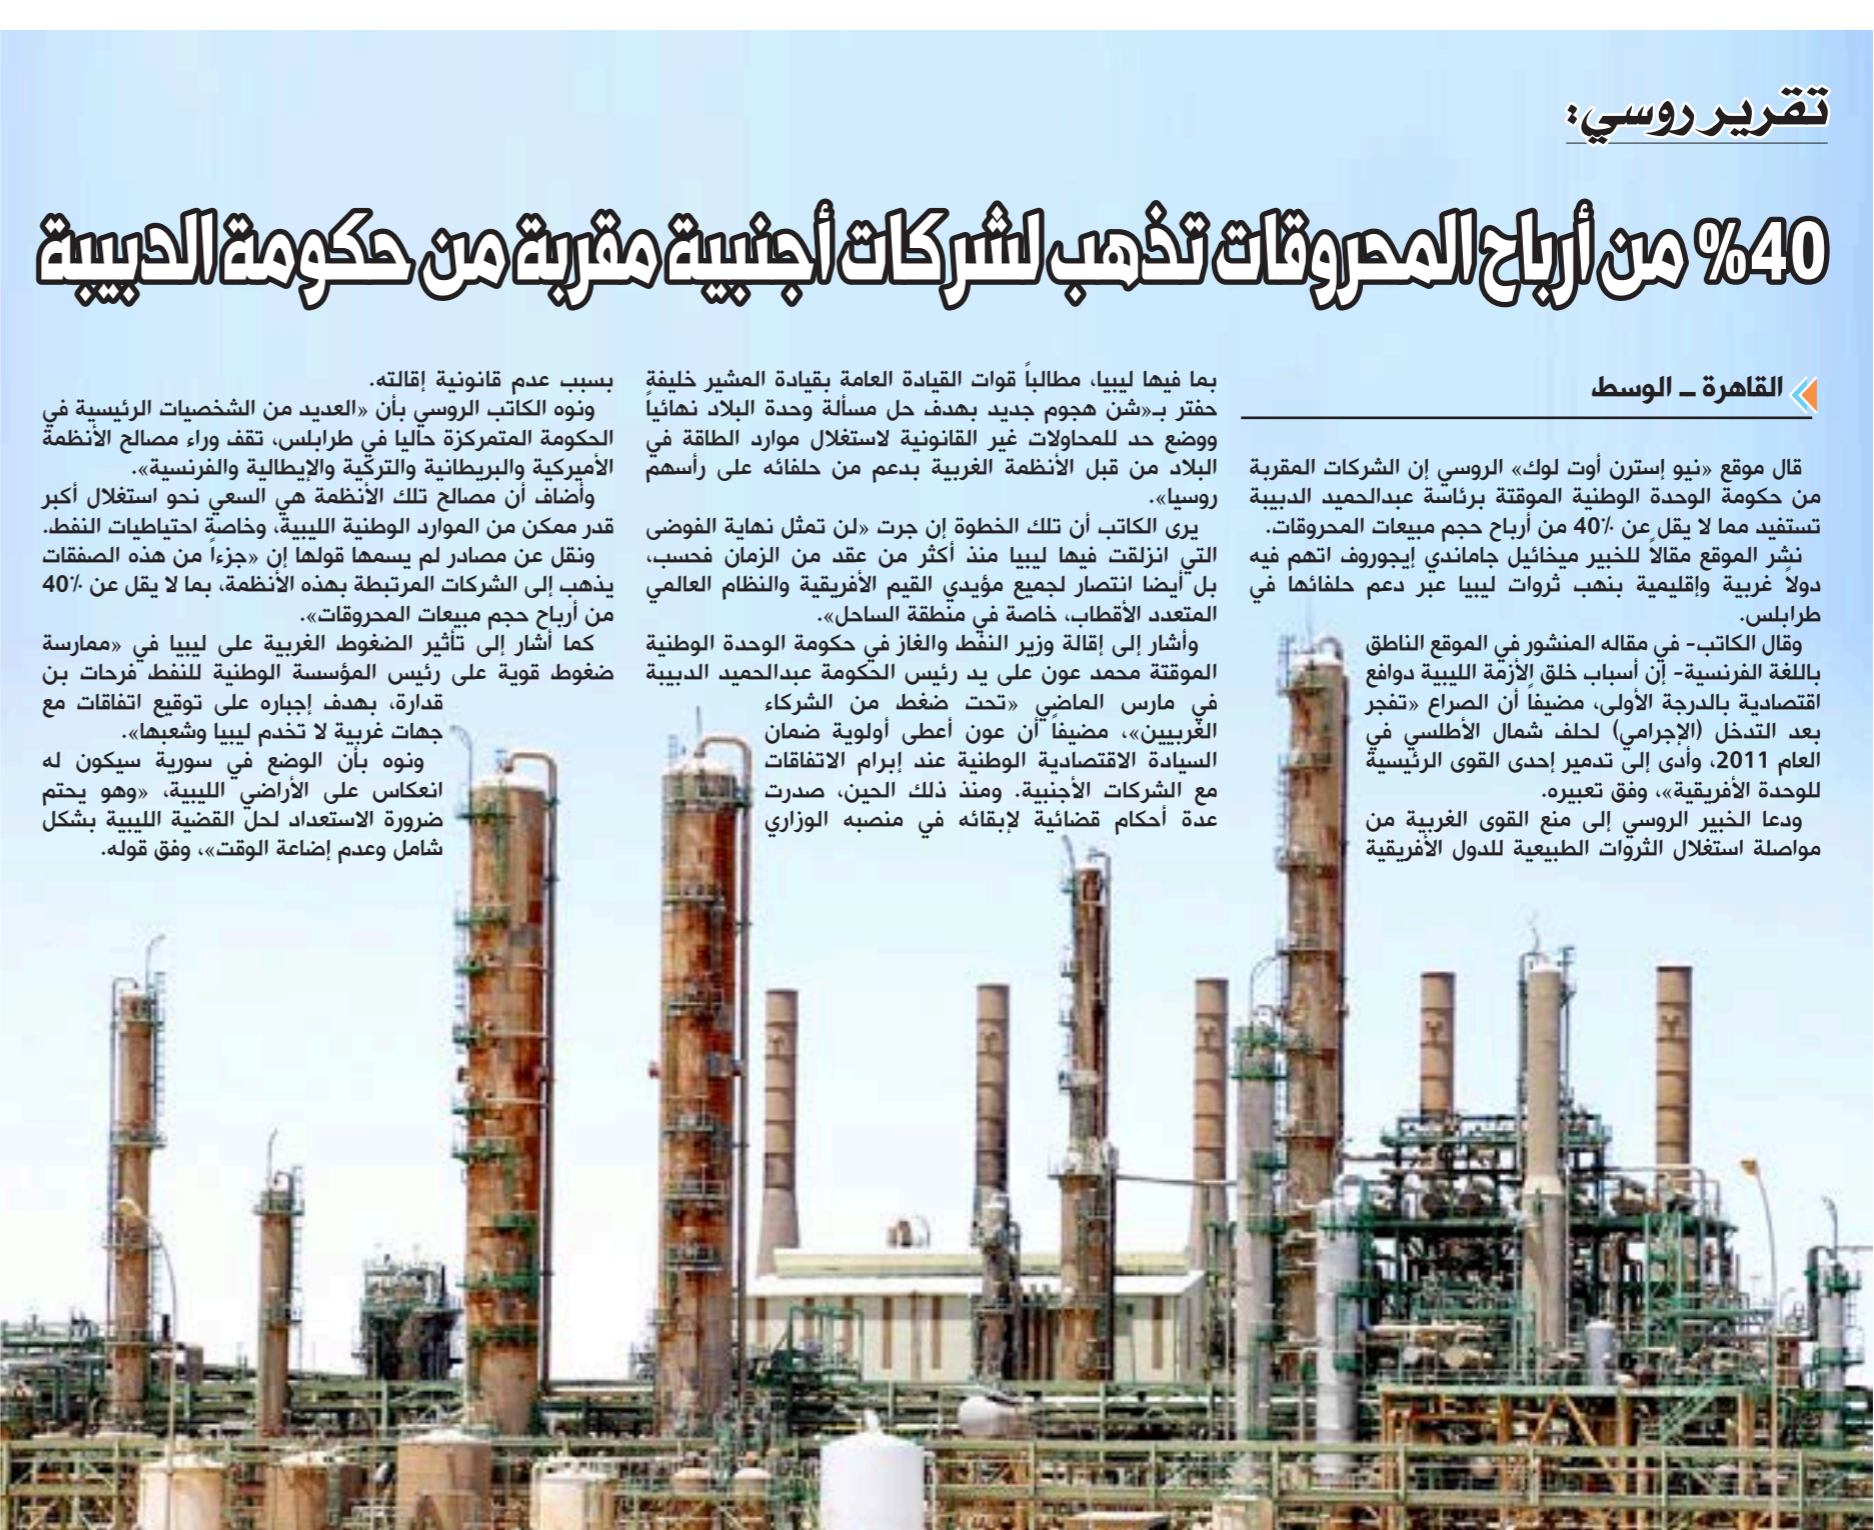 تقرير روسي:
40% من أرباح المحروقات تذهب لشركات أجنبية مقربة من حكومة الدبيبة
القاهرة ـ الوسط
قال موقع «نيو إسترن أوت لوك» الروسي إن الشركات المقربة
من حكومة الوحدة الوطنية الموقتة برئاسة عبدالحميد الدبيبة
تستفيد مما لا يقل عن 40٪ من أرباح حجم مبيعات المحروقات.
نشر الموقع مقالاً للخبير ميخائيل جاماندي إيجوروف اتهم فيه
دولاً غربية وإقليمية بنهب ثروات ليبيا عبر دعم حلفائها في
طرابلس.
وقال الكاتب- في مقاله المنشور في الموقع الناطق
باللغة الفرنسية- إن أسباب خلق الأزمة الليبية دوافع
اقتصادية بالدرجة الأولى، مضيفاً أن الصراع «تفجر
بعد التدخل (الإجرامي) لحلف شمال الأطلسي في
العام 2011، وأدى إلى تدمير إحدى القوى الرئيسية
للوحدة الأفريقية»، وفق تعبيره.
ودعا الخبير الروسي إلى منع القوى الغربية من
مواصلة استغلال الثروات الطبيعية للدول الأفريقية
بما فيها ليبيا، مطالباً قوات القيادة العامة بقيادة المشير خليفة
حفتر بـ«شن هجوم جديد بهدف حل مسألة وحدة البلاد نهائياً
ووضع حد للمحاولات غير القانونية لاستغلال موارد الطاقة في
البلاد من قبل الأنظمة الغربية بدعم من حلفائه على رأسهم
روسيا».
يرى الكاتب أن تلك الخطوة إن جرت «لن تمثل نهاية الفوضى
التي انزلقت فيها ليبيا منذ أكثر من عقد من الزمان فحسب،
بل أيضا انتصار لجميع مؤيدي القيم الأفريقية والنظام العالمي
المتعدد الأقطاب، خاصة في منطقة الساحل».
وأشار إلى إقالة وزير النفط والغاز في حكومة الوحدة الوطنية
الموقتة محمد عون على يد رئيس الحكومة عبدالحميد الدبيبة
في مارس الماضي «تحت ضغط من الشركاء
الغربيين»، مضيفاً أن عون أعطى أولوية ضمان
السيادة الاقتصادية الوطنية عند إبرام الاتفاقات
مع الشركات الأجنبية. ومنذ ذلك الحين، صدرت
عدة أحكام قضائية لإبقائه في منصبه الوزاري
بسبب عدم قانونية إقالته.
ونوه الكاتب الروسي بأن «العديد من الشخصيات الرئيسية في
الحكومة المتمركزة حاليا في طرابلس، تقف وراء مصالح الأنظمة
الأميركية والبريطانية والتركية والإيطالية والفرنسية».
وأضاف أن مصالح تلك الأنظمة هي السعي نحو استغلال أكبر
قدر ممكن من الموارد الوطنية الليبية، وخاصة احتياطيات النفط.
ونقل عن مصادر لم يسمها قولها إن «جزءاً من هذه الصفقات
يذهب إلى الشركات المرتبطة بهذه الأنظمة، بما لا يقل عن 40٪
من أرباح حجم مبيعات المحروقات».
كما أشار إلى تأثير الضغوط الغربية على ليبيا في «ممارسة
ضغوط قوية على رئيس المؤسسة الوطنية للنفط فرحات بن
قدارة، بهدف إجباره على توقيع اتفاقات مع
جهات غربية لا تخدم ليبيا وشعبها».
ونوه بأن الوضع في سورية سيكون له
انعكاس على الأراضي الليبية، «وهو يحتم
ضرورة الاستعداد لحل القضية الليبية بشكل
شامل وعدم إضاعة الوقت»، وفق قوله.